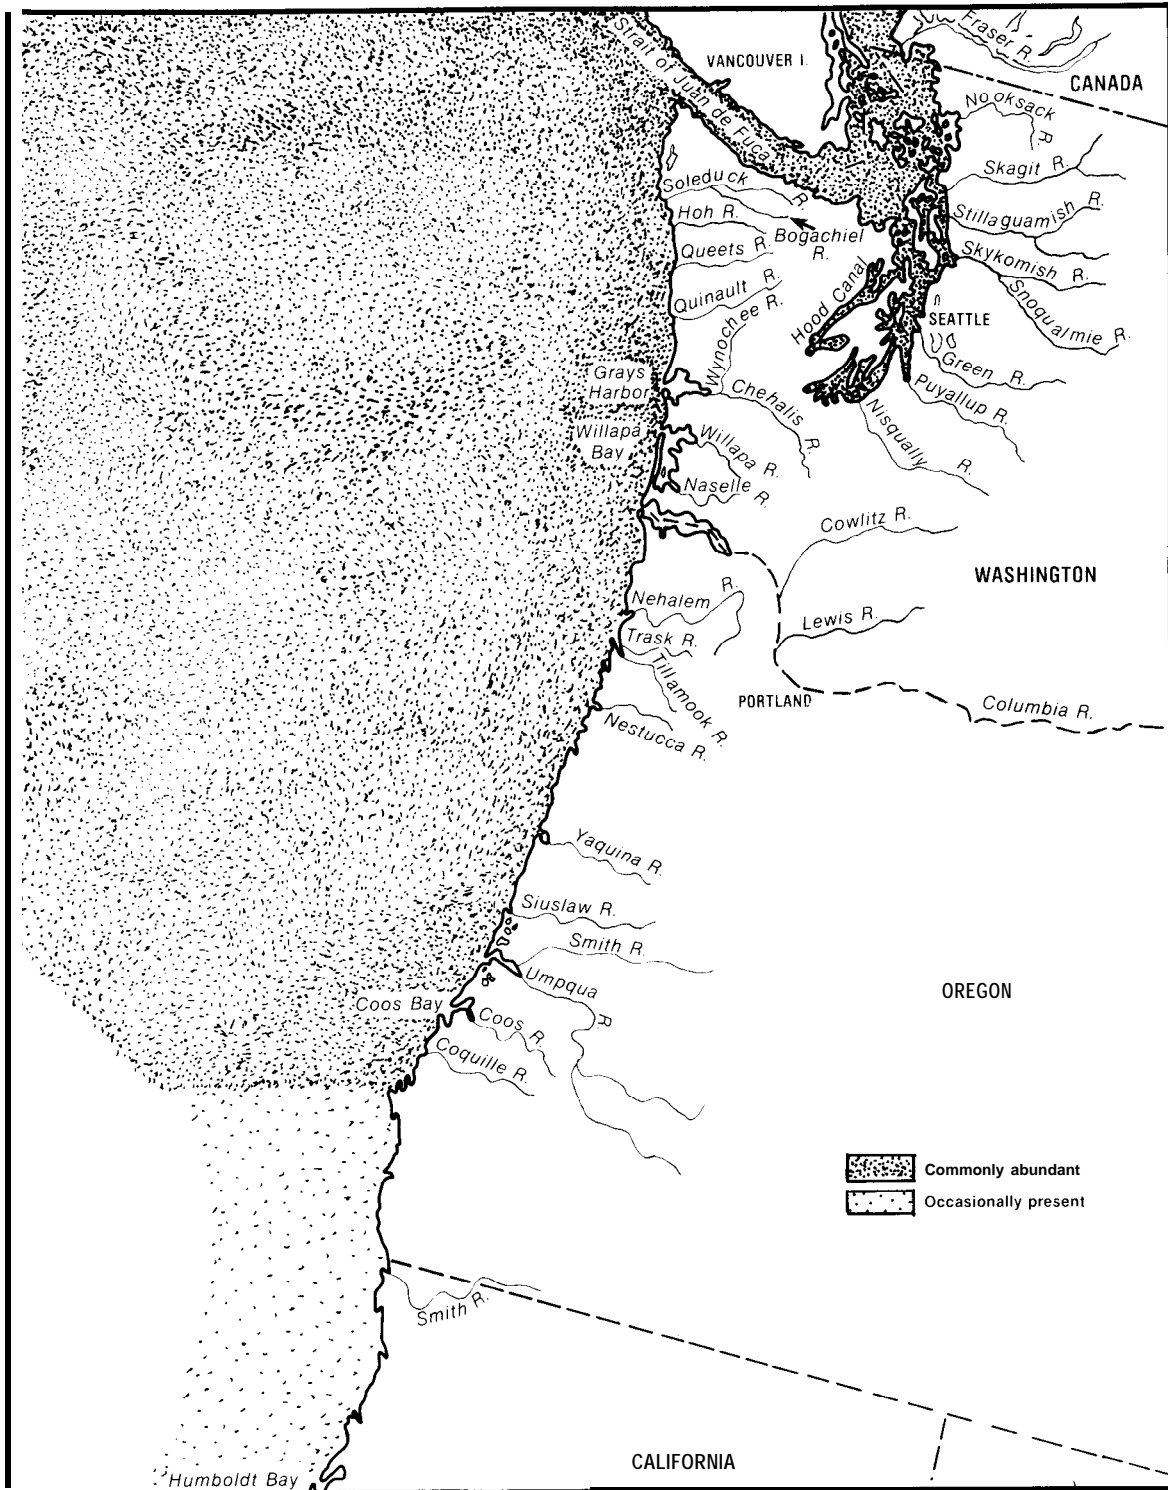 Strait of Juan de Fuca
VANCOUVER I.
Fraser R.
CANADA
Nooksack R
Skagit R.
Soleduck R.
Stillaguamish R.
Hoh R.
Bogachiel R.
Queets R.
Skykomish R.
Hood Canal
Snoqualmie R.
Quinault R.
Wynochee R.
SEATTLE
Green R.
Grays Harbor
Chehalis R.
Puyallup R.
Nisqually R.
Willapa Bay
Willapa R.
Naselle R.
Cowlitz R.
WASHINGTON
Nehalem R.
Lewis R.
Trask R.
Tillamook R.
PORTLAND
Columbia R.
Nestucca R.
Yaquina R.
Siuslaw R.
Smith R.
Umpqua R
OREGON
Coos Bay
Coos R.
Coquille R.
Commonly abundant
Occasionally present
Smith R.
CALIFORNIA
Humboldt Bay